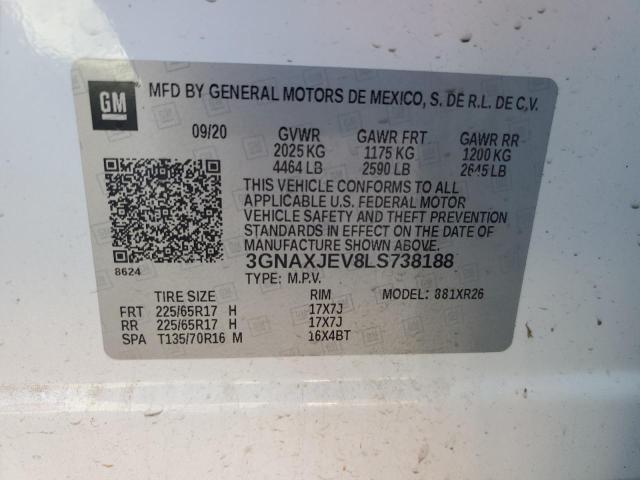 GM
MFD BY GENERAL MOTORS DE MEXICO, S. DE R.L. DE C.V.
09/20 GVWR GAWR FRT GAWR RR
2025 KG 1175 KG 1200 KG
4464 LB 2590 LB 2645 LB
THIS VEHICLE CONFORMS TO ALL
APPLICABLE U.S. FEDERAL MOTOR
VEHICLE SAFETY AND THEFT PREVENTION
STANDARDS IN EFFECT ON THE DATE OF
MANUFACTURE SHOWN ABOVE.
8624 3GNAXJEV8LS738188
TYPE: M.P.V.
TIRE SIZE RIM MODEL: 881XR26
FRT 225/65R17 H 17X7J
RR 225/65R17 H 17X7J
SPA T135/70R16 M 16X4BT